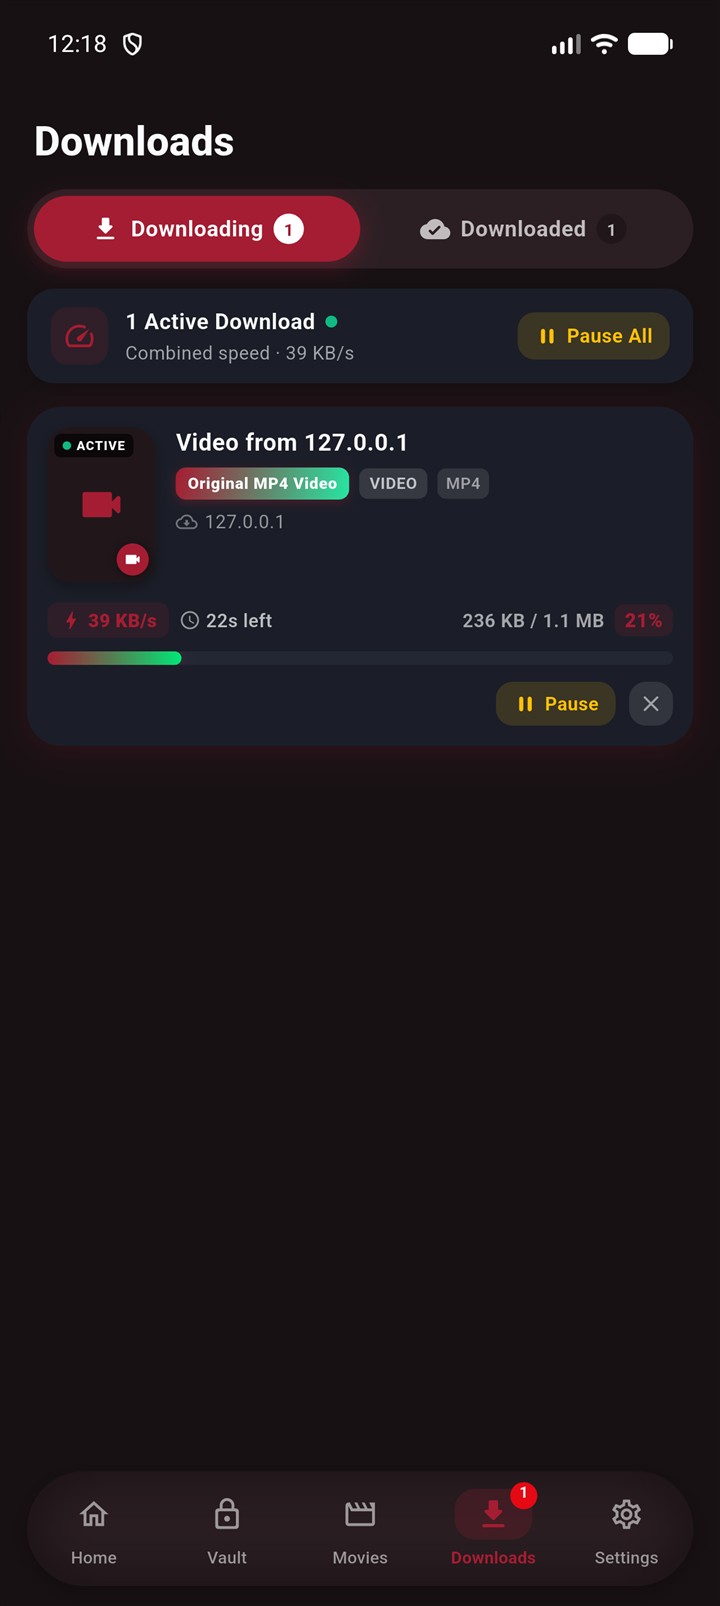 12:18
Downloads
Downloading 1
Downloaded 1
1 Active Download
Combined speed · 39 KB/s
Pause All
ACTIVE
Video from 127.0.0.1
Original MP4 Video VIDEO MP4
127.0.0.1
39 KB/s 22s left 236 KB / 1.1 MB 21%
Pause
1
Home Vault Movies Downloads Settings